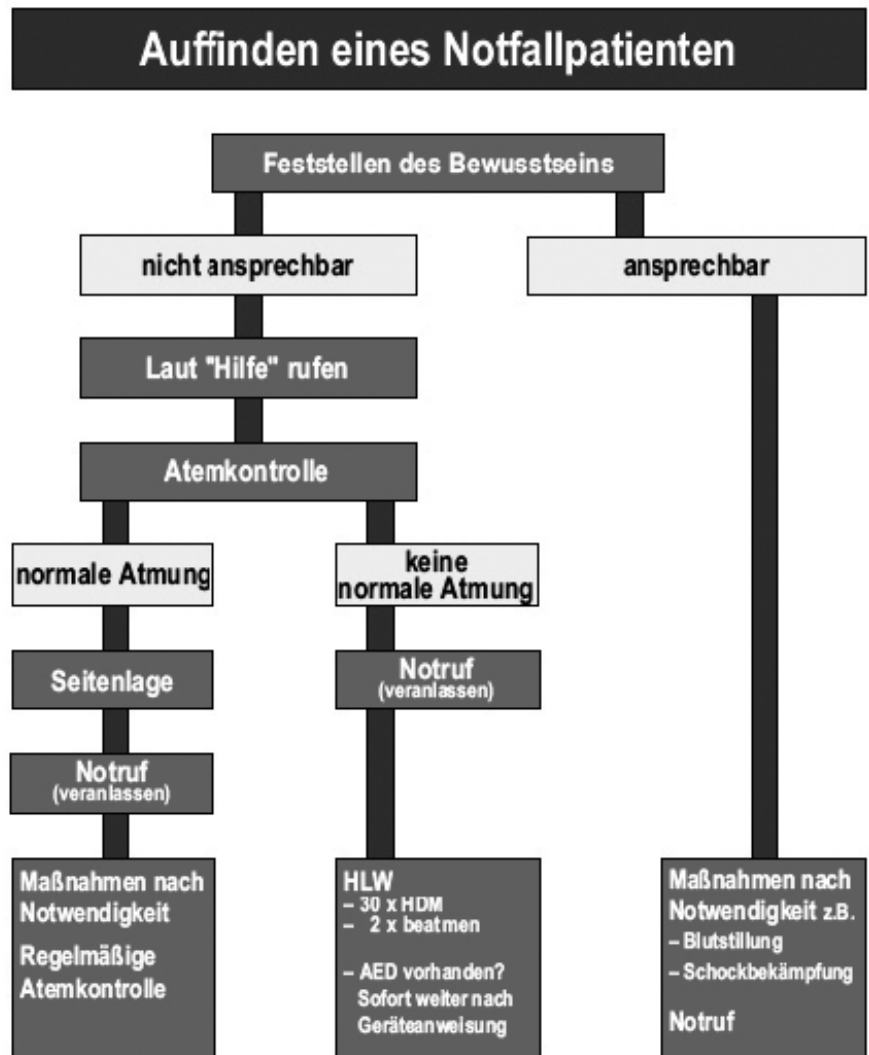 Auffinden eines Notfallpatienten
Feststellen des Bewusstseins
nicht ansprechbar
ansprechbar
Laut "Hilfe" rufen
Atemkontrolle
normale Atmung
keine
normale Atmung
Seitenlage
Notruf
(veranlassen)
Notruf
(veranlassen)
Maßnahmen nach
Notwendigkeit
Regelmäßige
Atemkontrolle
HLW
– 30 x HDM
– 2 x beatmen
– AED vorhanden?
Sofort weiter nach
Geräteanweisung
Maßnahmen nach
Notwendigkeit z.B.
– Blutstillung
– Schockbekämpfung
Notruf